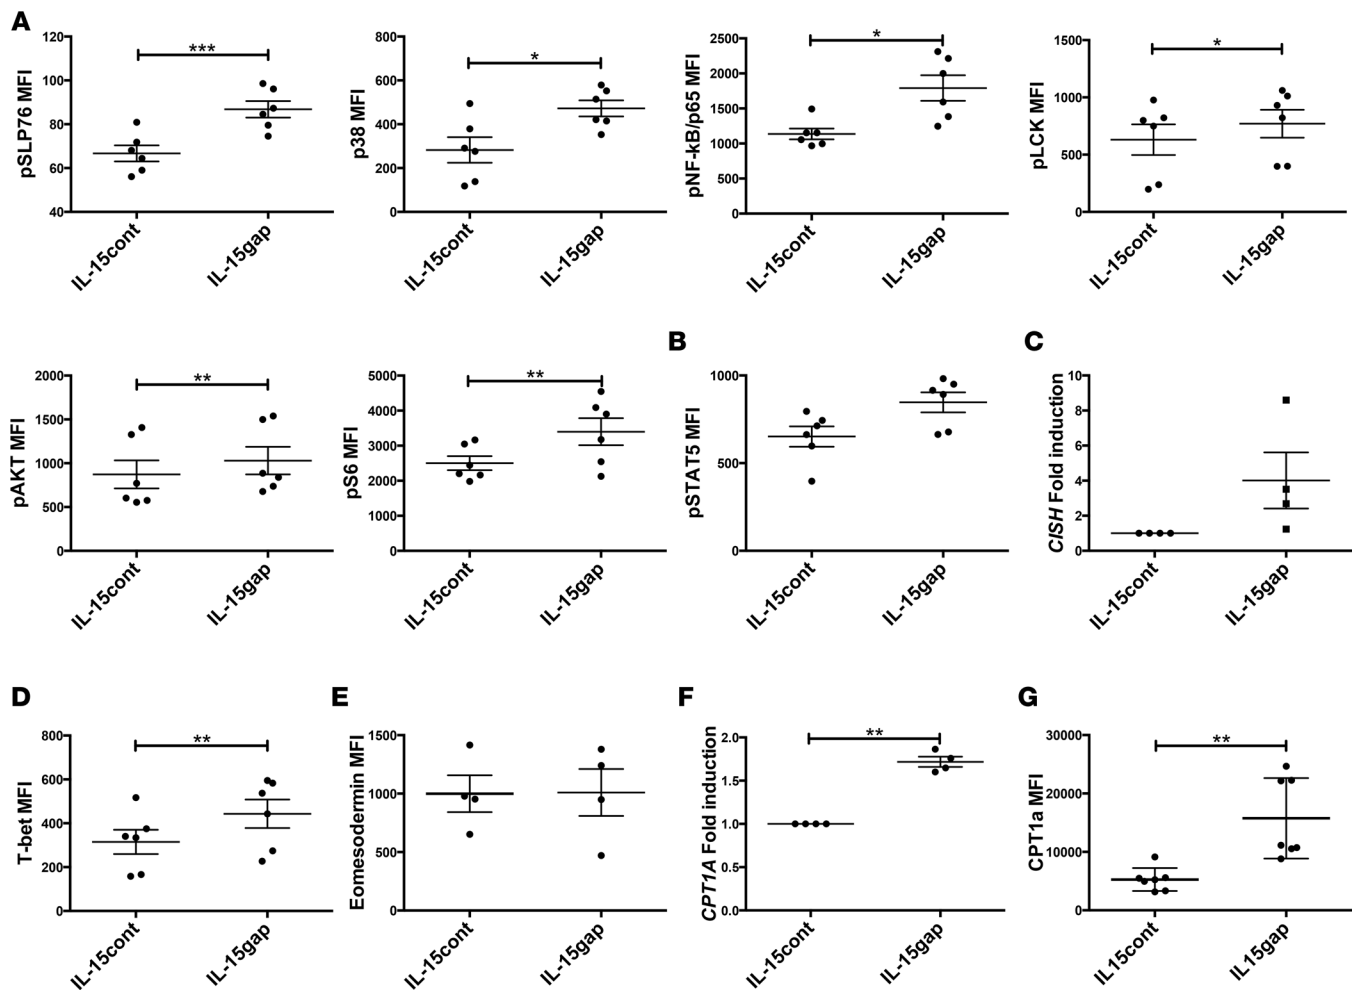 A
pSLP76 MFI
120
100
80
60
40
***
IL-15cont
IL-15gap
p38 MFI
800
600
400
200
0
*
IL-15cont
IL-15gap
pNF-kB/p65 MFI
2500
2000
1500
1000
500
0
*
IL-15cont
IL-15gap
pLCK MFI
1500
1000
500
0
*
IL-15cont
IL-15gap
pAKT MFI
2000
1500
1000
500
0
**
IL-15cont
IL-15gap
pS6 MFI
5000
4000
3000
2000
1000
0
**
IL-15cont
IL-15gap
B
pSTAT5 MFI
1000
500
0
IL-15cont
IL-15gap
C
CISH Fold induction
10
8
6
4
2
0
IL-15cont
IL-15gap
D
T-bet MFI
800
600
400
200
0
**
IL-15cont
IL-15gap
E
Eomesodermin MFI
1500
1000
500
0
IL-15cont
IL-15gap
F
CPT1A Fold induction
2.0
1.5
1.0
0.5
0.0
**
IL-15cont
IL-15gap
G
CPT1a MFI
30000
20000
10000
0
**
IL15cont
IL15gap